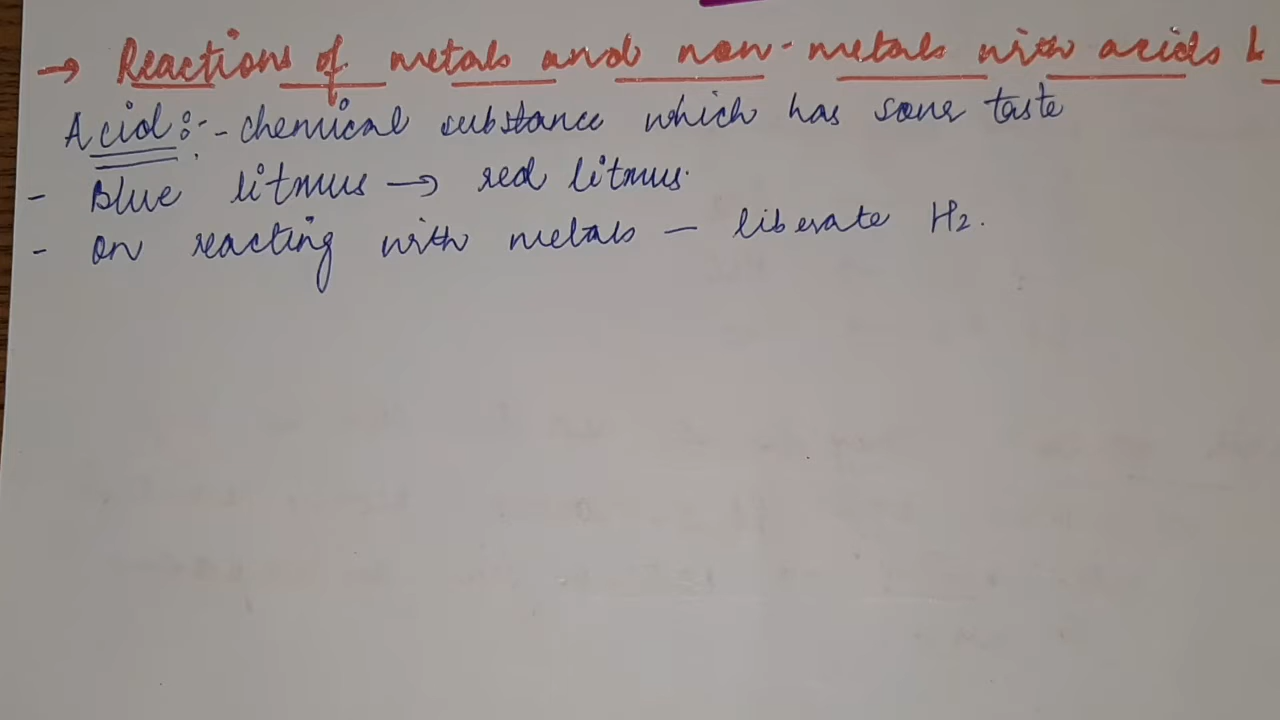 → Reactions of metals and non-metals with acids
Acid:- - chemical substance which has sour taste
- Blue litmus → red litmus.
- On reacting with metals - liberate H₂.